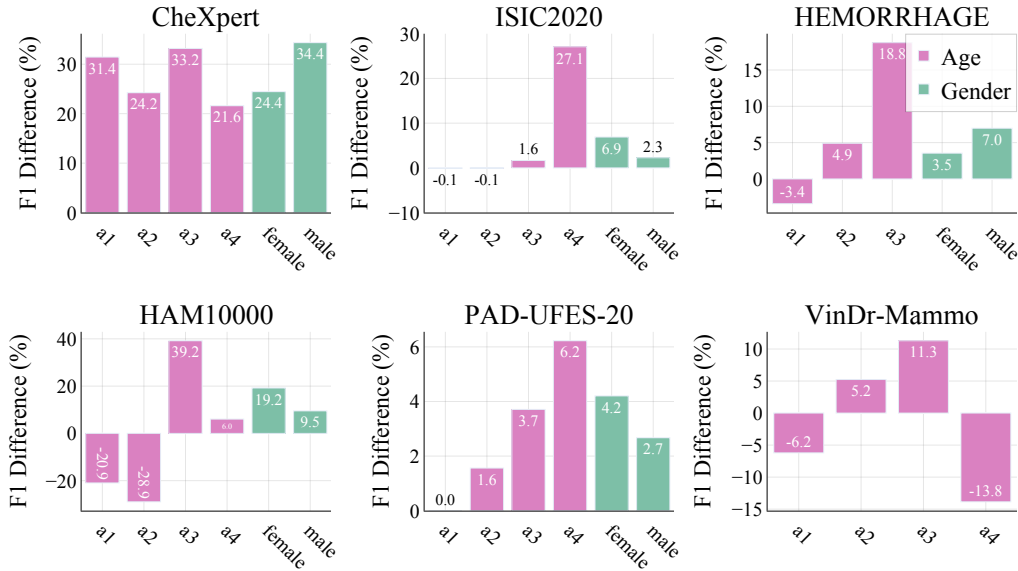 CheXpert
F1 Difference (%)
30
20
10
0
31.4
24.2
33.2
21.6
24.4
34.4
a1
a2
a3
a4
female
male
ISIC2020
F1 Difference (%)
30
20
10
0
−10
-0.1
-0.1
1.6
27.1
6.9
2.3
a1
a2
a3
a4
female
male
HEMORRHAGE
F1 Difference (%)
15
10
5
0
-3.4
4.9
18.8
3.5
7.0
Age
Gender
a1
a2
a3
female
male
HAM10000
F1 Difference (%)
40
20
0
−20
-20.9
-28.9
39.2
6.0
19.2
9.5
a1
a2
a3
a4
female
male
PAD-UFES-20
F1 Difference (%)
6
4
2
0
0.0
1.6
3.7
6.2
4.2
2.7
a1
a2
a3
a4
female
male
VinDr-Mammo
F1 Difference (%)
10
5
0
−5
−10
−15
-6.2
5.2
11.3
-13.8
a1
a2
a3
a4